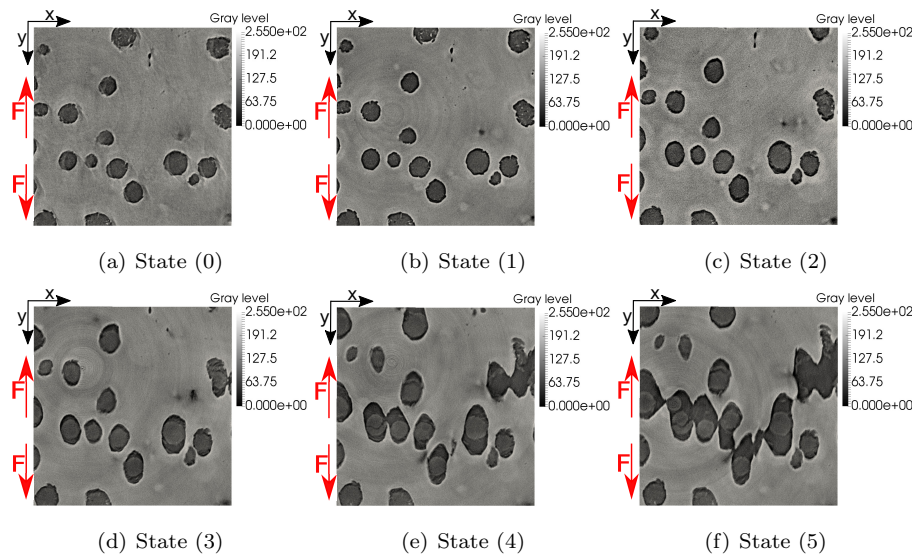 x Gray level
y 2.550e+02
191.2
127.5
F 63.75
0.000e+00
F
(a) State (0)
x Gray level
y 2.550e+02
191.2
127.5
F 63.75
0.000e+00
F
(b) State (1)
x Gray level
y 2.550e+02
191.2
127.5
F 63.75
0.000e+00
F
(c) State (2)
x Gray level
y 2.550e+02
191.2
127.5
F 63.75
0.000e+00
F
(d) State (3)
x Gray level
y 2.550e+02
191.2
127.5
F 63.75
0.000e+00
F
(e) State (4)
x Gray level
y 2.550e+02
191.2
127.5
F 63.75
0.000e+00
F
(f) State (5)